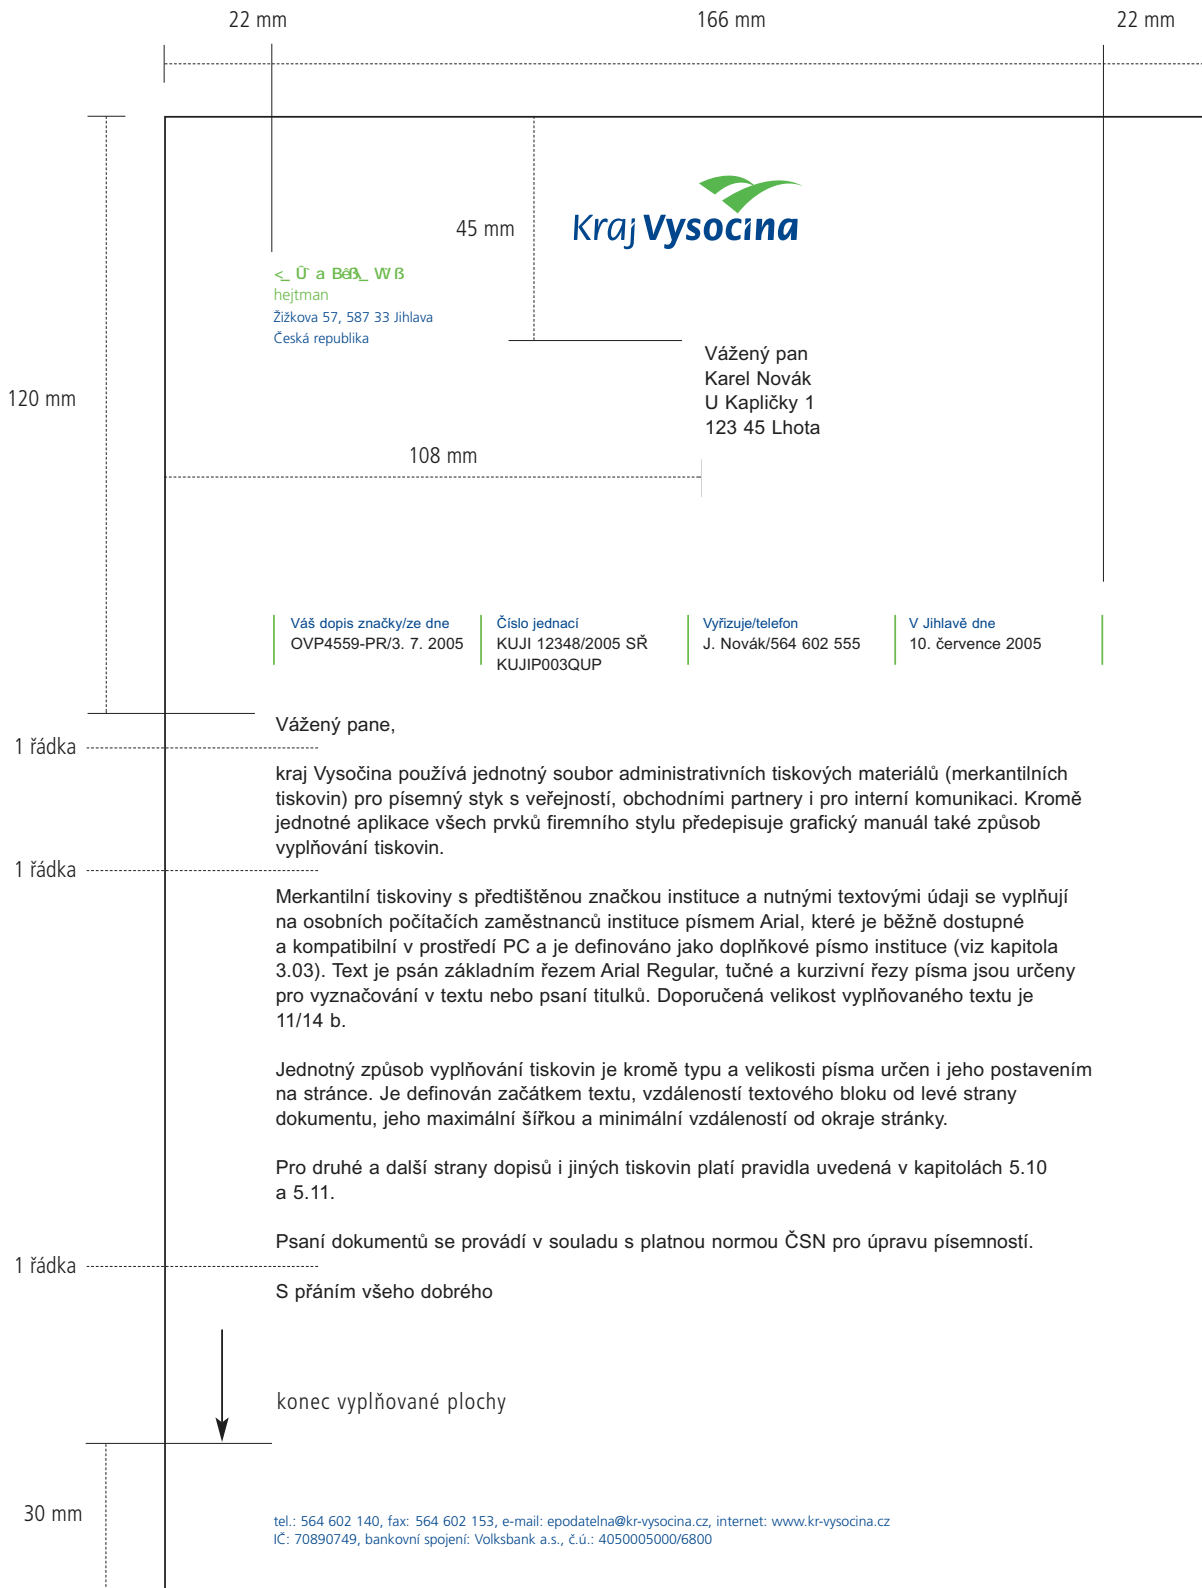 22 mm 166 mm 22 mm
Kraj Vysočina
45 mm
hejtman
Žižkova 57, 587 33 Jihlava
Česká republika
Vážený pan
Karel Novák
U Kapličky 1
123 45 Lhota
120 mm
108 mm
Váš dopis značky/ze dne Číslo jednací Vyřizuje/telefon V Jihlavě dne
OVP4559-PR/3. 7. 2005 KUJI 12348/2005 SŘ J. Novák/564 602 555 10. července 2005
KUJIP003QUP
Vážený pane,
1 řádka
kraj Vysočina používá jednotný soubor administrativních tiskových materiálů (merkantilních
tiskovin) pro písemný styk s veřejností, obchodními partnery i pro interní komunikaci. Kromě
jednotné aplikace všech prvků firemního stylu předepisuje grafický manuál také způsob
vyplňování tiskovin.
1 řádka
Merkantilní tiskoviny s předtištěnou značkou instituce a nutnými textovými údaji se vyplňují
na osobních počítačích zaměstnanců instituce písmem Arial, které je běžně dostupné
a kompatibilní v prostředí PC a je definováno jako doplňkové písmo instituce (viz kapitola
3.03). Text je psán základním řezem Arial Regular, tučné a kurzivní řezy písma jsou určeny
pro vyznačování v textu nebo psaní titulků. Doporučená velikost vyplňovaného textu je
11/14 b.
Jednotný způsob vyplňování tiskovin je kromě typu a velikosti písma určen i jeho postavením
na stránce. Je definován začátkem textu, vzdáleností textového bloku od levé strany
dokumentu, jeho maximální šířkou a minimální vzdáleností od okraje stránky.
Pro druhé a další strany dopisů i jiných tiskovin platí pravidla uvedená v kapitolách 5.10
a 5.11.
Psaní dokumentů se provádí v souladu s platnou normou ČSN pro úpravu písemností.
1 řádka
S přáním všeho dobrého
konec vyplňované plochy
30 mm
tel.: 564 602 140, fax: 564 602 153, e-mail: epodatelna@kr-vysocina.cz, internet: www.kr-vysocina.cz
IČ: 70890749, bankovní spojení: Volksbank a.s., č.ú.: 4050005000/6800